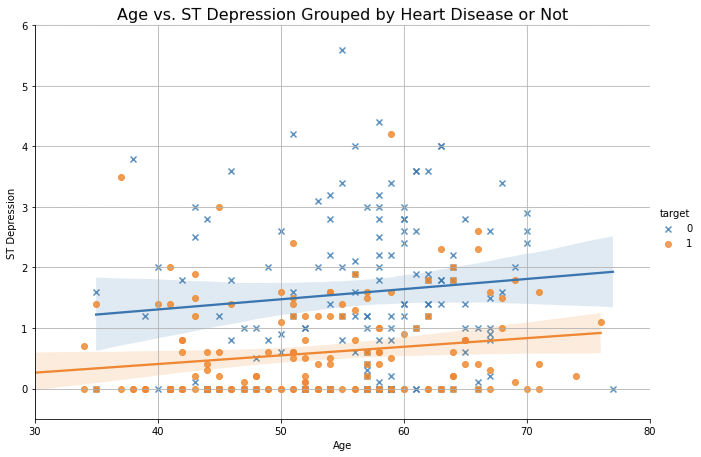 Age vs. ST Depression Grouped by Heart Disease or Not
6
5
4
3
2
1
0
ST Depression
30 40 50 60 70 80
Age
target
0
1